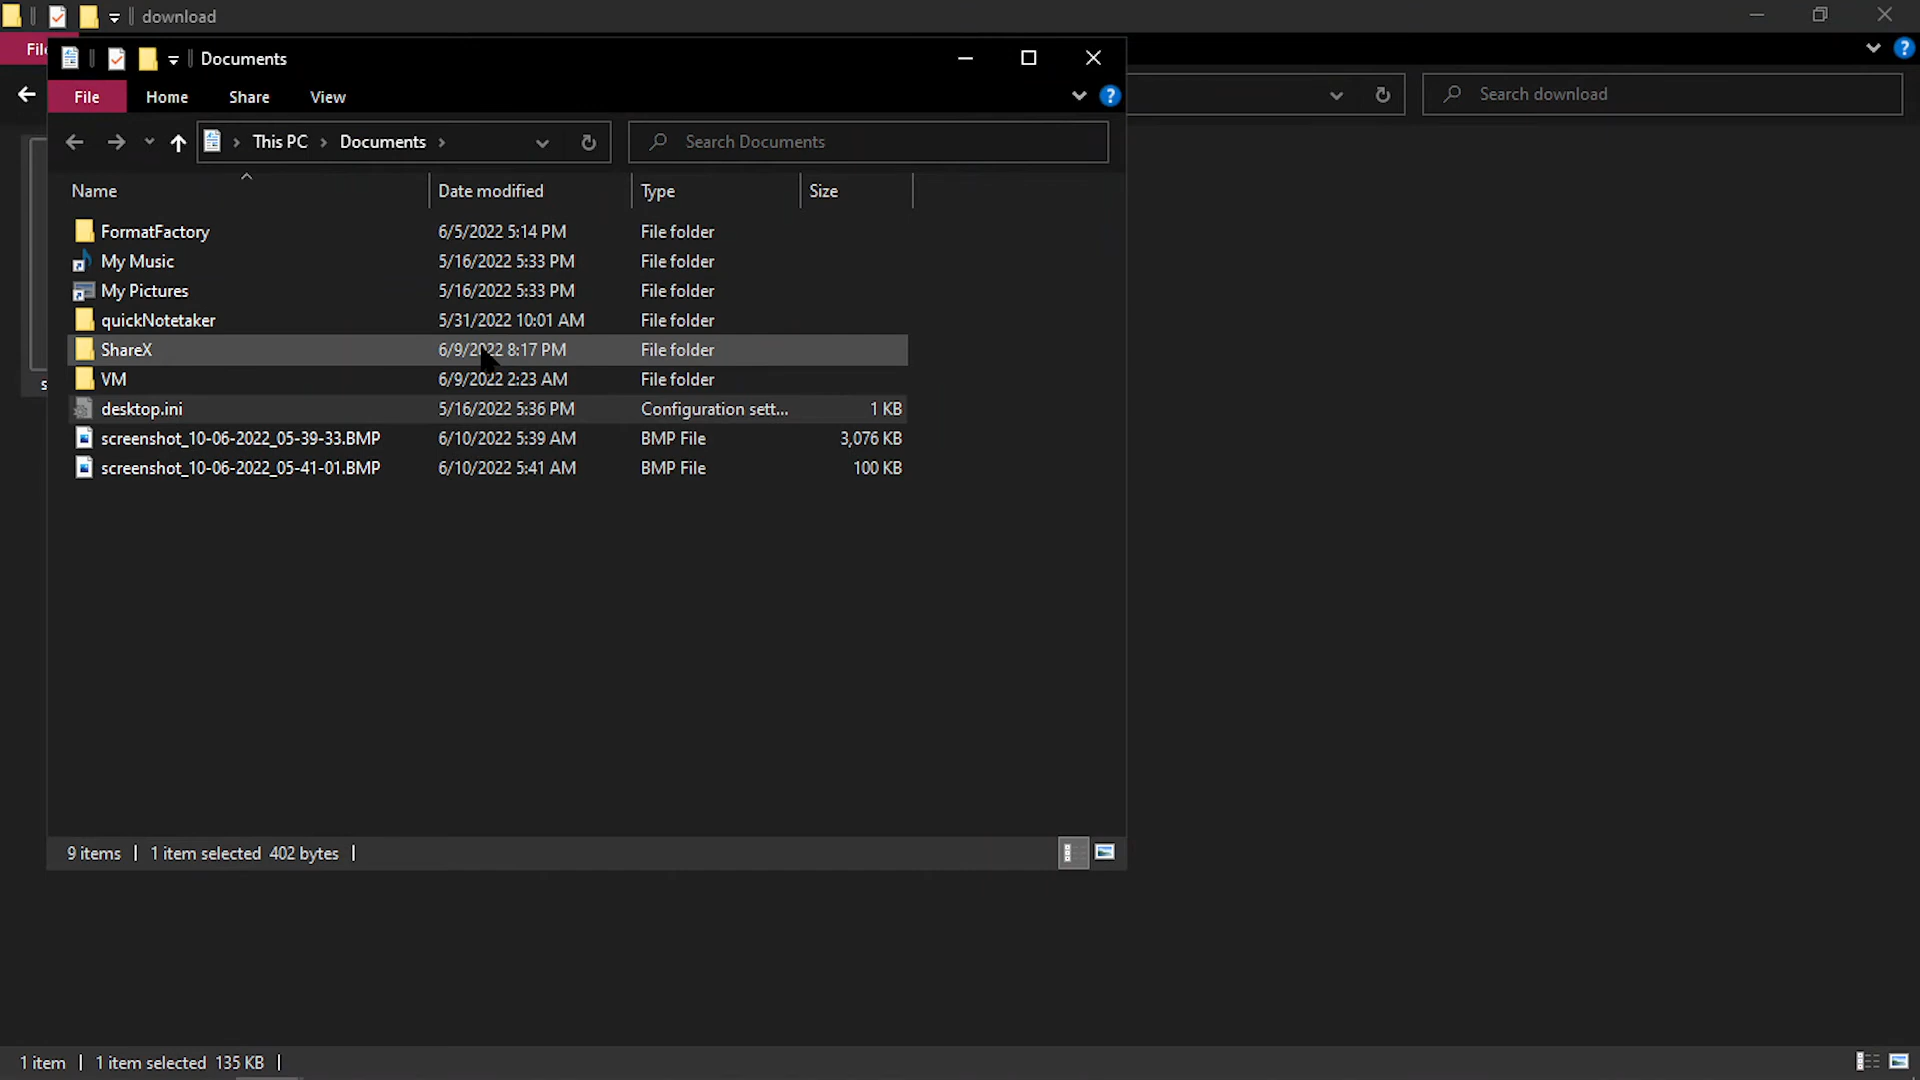 download
File
Search download
Documents
File Home Share View
This PC Documents
Search Documents
Name Date modified Type Size
FormatFactory 6/5/2022 5:14 PM File folder
My Music 5/16/2022 5:33 PM File folder
My Pictures 5/16/2022 5:33 PM File folder
quickNotetaker 5/31/2022 10:01 AM File folder
ShareX 6/9/2022 8:17 PM File folder
VM 6/9/2022 2:23 AM File folder
desktop.ini 5/16/2022 5:36 PM Configuration sett... 1 KB
screenshot_10-06-2022_05-39-33.BMP 6/10/2022 5:39 AM BMP File 3,076 KB
screenshot_10-06-2022_05-41-01.BMP 6/10/2022 5:41 AM BMP File 100 KB
9 items 1 item selected 402 bytes
1 item 1 item selected 135 KB